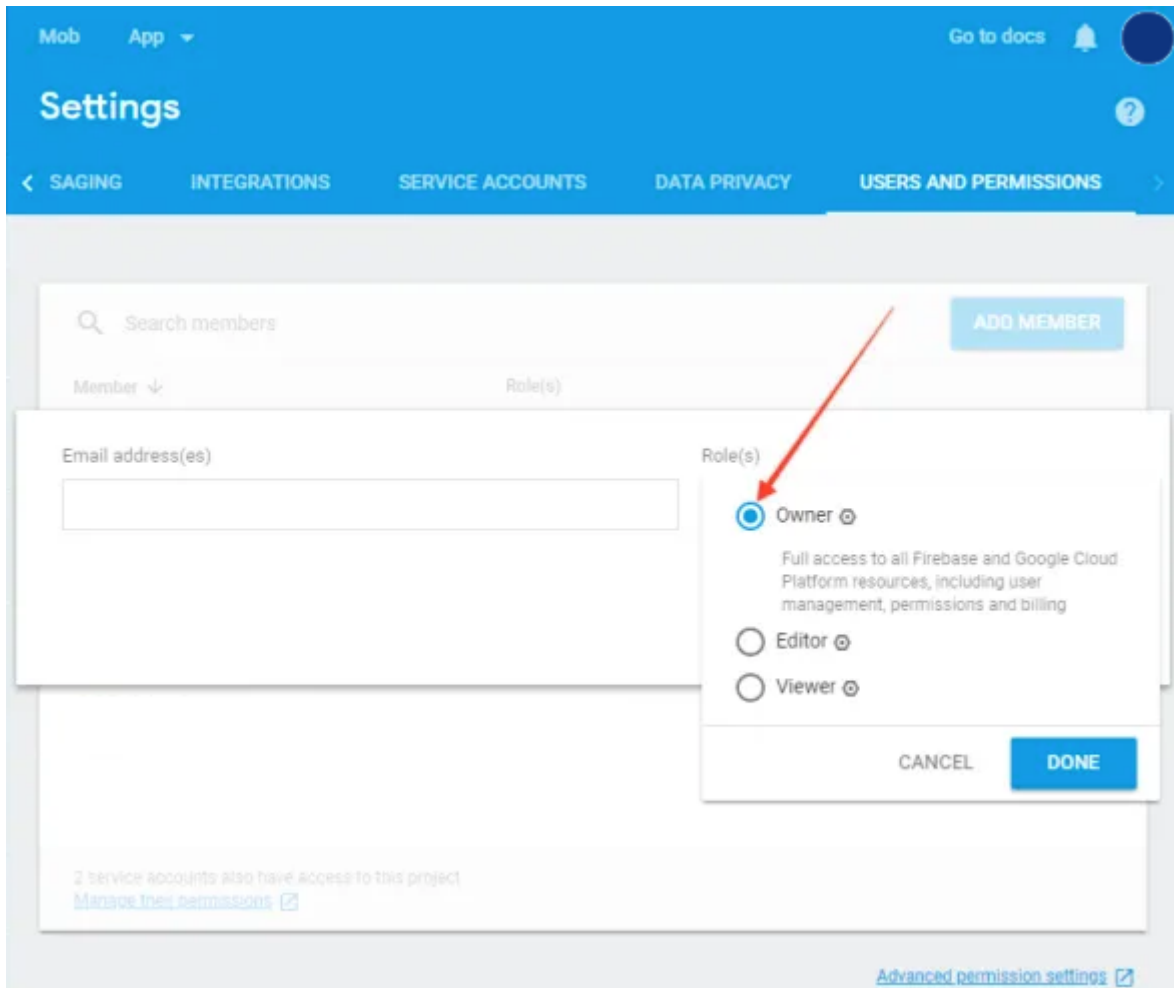 Mob App Go to docs
Settings
SAGING INTEGRATIONS SERVICE ACCOUNTS DATA PRIVACY USERS AND PERMISSIONS
Search members ADD MEMBER
Member Role(s)
Email address(es) Role(s)
Owner
Full access to all Firebase and Google Cloud
Platform resources, including user
management, permissions and billing
Editor
Viewer
CANCEL DONE
2 service accounts also have access to this project
Manage their permissions
Advanced permission settings